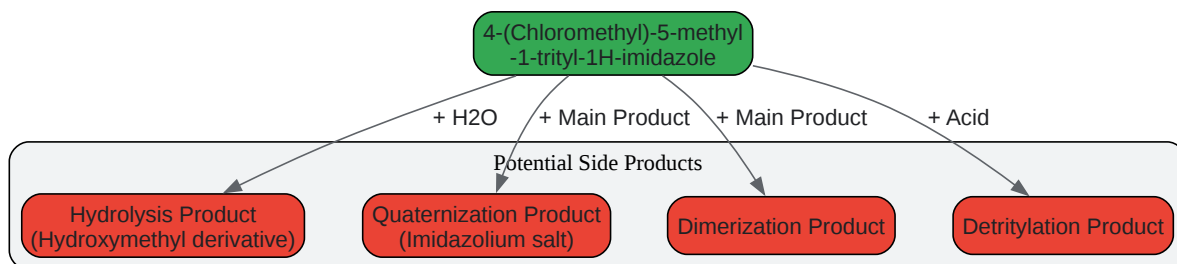 4-(Chloromethyl)-5-methyl
-1-trityl-1H-imidazole
+ H2O
+ Main Product
+ Main Product
+ Acid
Potential Side Products
Hydrolysis Product
(Hydroxymethyl derivative)
Quaternization Product
(Imidazolium salt)
Dimerization Product
Detritylation Product